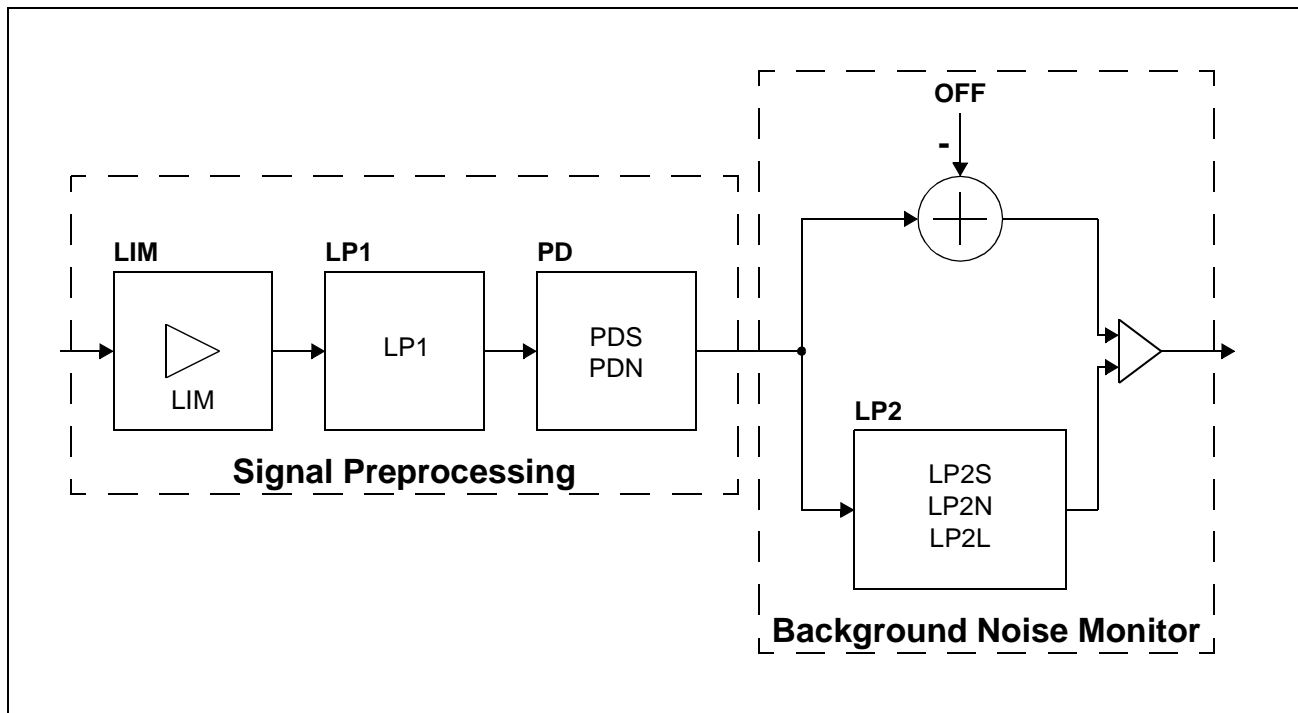 OFF
-
LIM
LP1
PD
LIM
LP1
PDS
PDN
LP2
LP2S
LP2N
LP2L
Signal Preprocessing
Background Noise Monitor